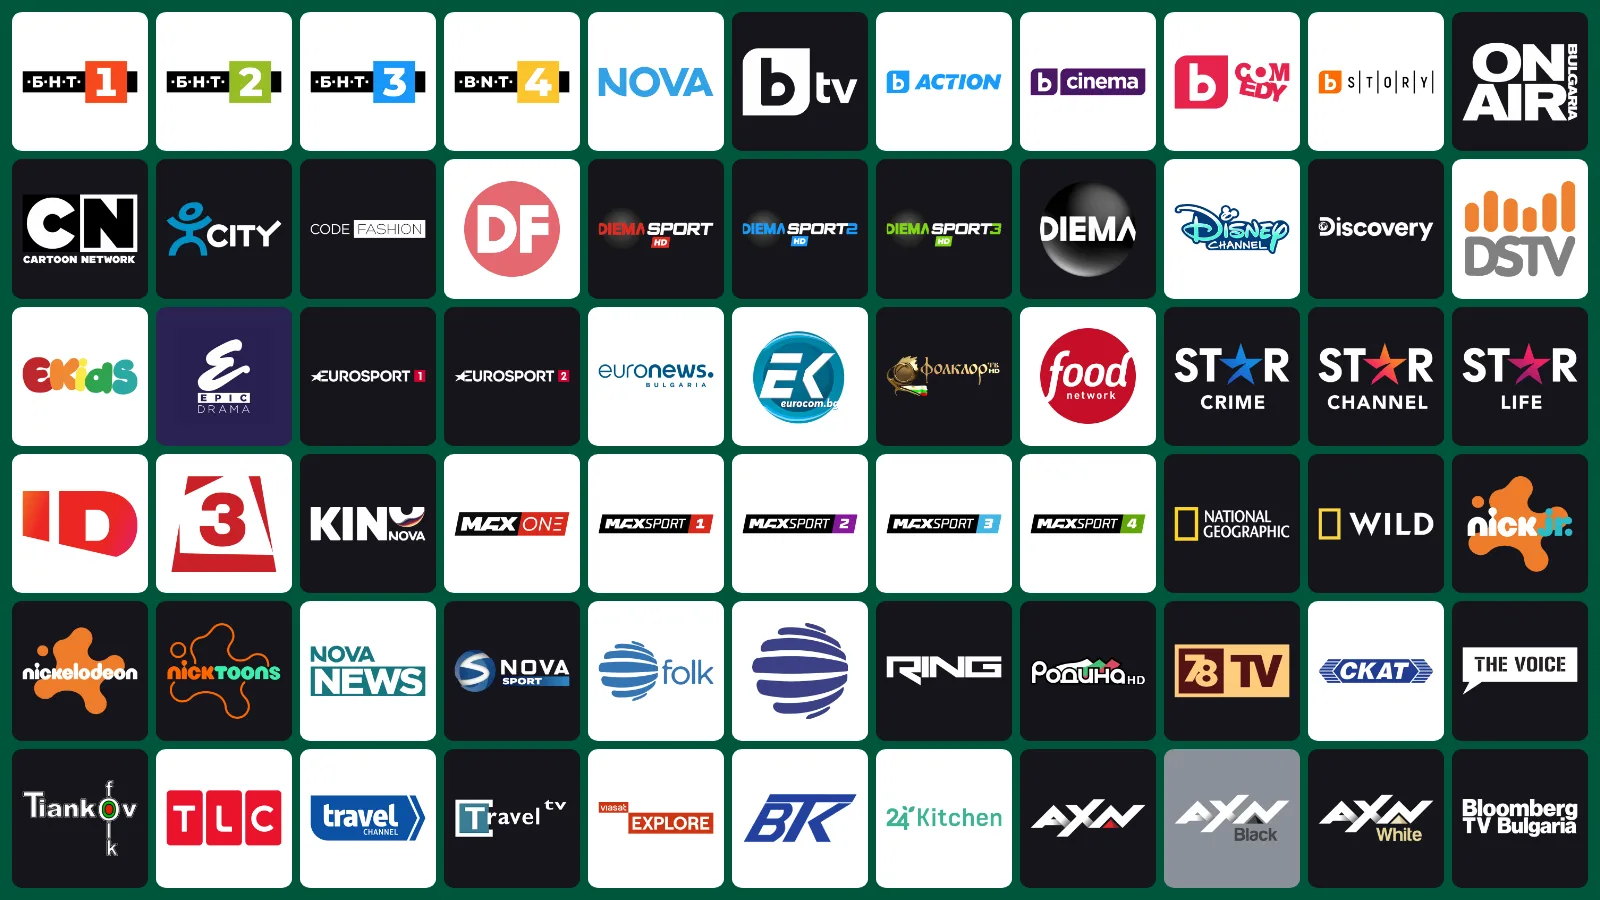 ·БНТ· 1
·БНТ· 2
·БНТ· 3
·BNT· 4
NOVA
b tv
b ACTION
b cinema
b COMEDY
b STORY
ON AIR BULGARIA
CN
CARTOON NETWORK
CITY
CODE FASHION
DF
DIEMA SPORT
HD
DIEMA SPORT2
HD
DIEMA SPORT3
HD
DIEMA
Disney
CHANNEL
Discovery
DSTV
EKids
E
EPIC
DRAMA
EUROSPORT 1
EUROSPORT 2
euronews.
BULGARIA
EK
eurocom.bg
фолклор ТВ HD
food
network
STAR
CRIME
STAR
CHANNEL
STAR
LIFE
ID
3
KINO
NOVA
MAX ONE
MAXSPORT 1
MAXSPORT 2
MAXSPORT 3
MAXSPORT 4
NATIONAL
GEOGRAPHIC
WILD
nick jr.
nickelodeon
nickTOONS
NOVA
NEWS
S NOVA
SPORT
folk
RING
Родина HD
78 TV
СКАТ
THE VOICE
Tiankov
folk
TLC
travel
CHANNEL
Travel tv
viasat
EXPLORE
BTK
24 Kitchen
AXN
AXN
Black
AXN
White
Bloomberg
TV Bulgaria